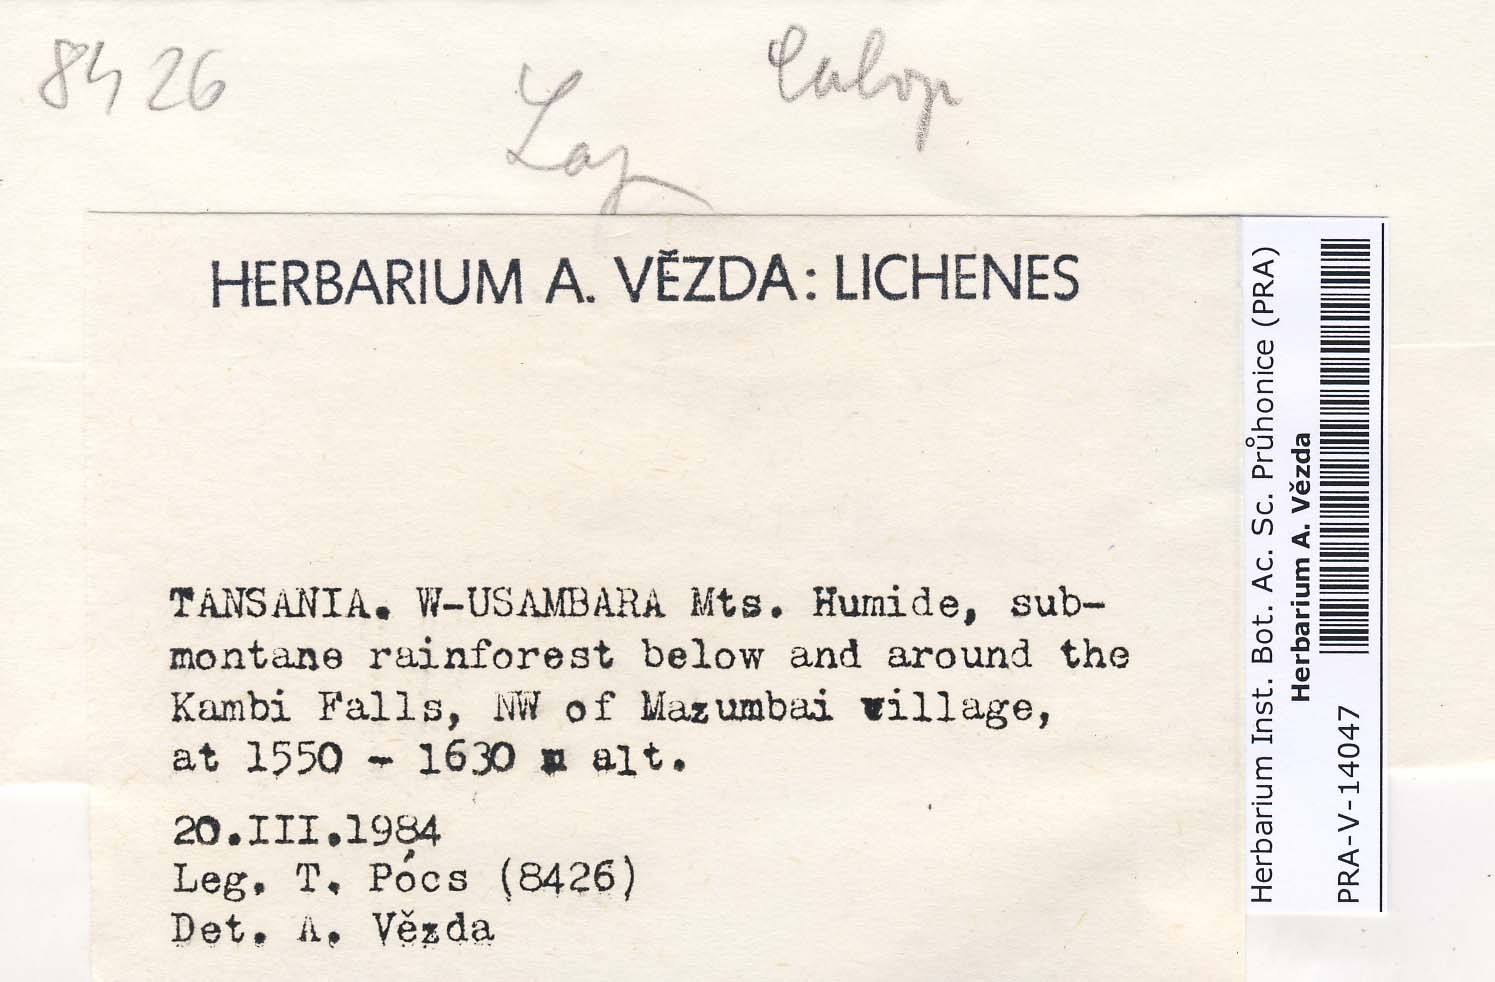 8426
HERBARIUM A. VĚZDA: LICHENES
TANSANIA. W-USAMBARA Mts. Humide, sub-
montane rainforest below and around the
Kambi Falls, NW of Mazumbai village,
at 1550 - 1630 m alt.
20.III.1984
Leg. T. Pócs (8426)
Det. A. Vězda
Herbarium Inst. Bot. Ac. Sc. Průhonice (PRA)
Herbarium A. Vězda
PRA-V-14047